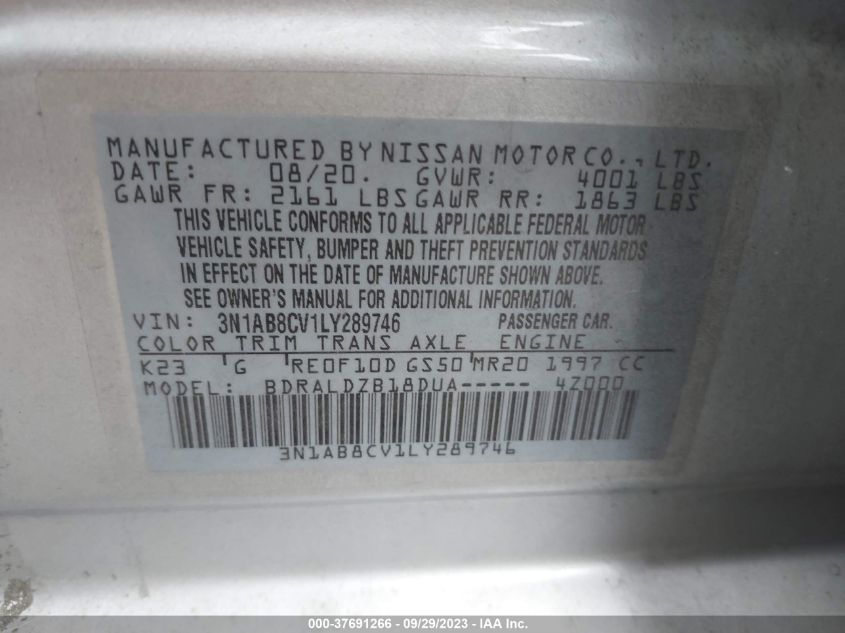 MANUFACTURED BY NISSAN MOTOR CO., LTD.
DATE: 08/20. GVWR: 4001 LBS
GAWR FR: 2161 LBS GAWR RR: 1863 LBS
THIS VEHICLE CONFORMS TO ALL APPLICABLE FEDERAL MOTOR
VEHICLE SAFETY, BUMPER AND THEFT PREVENTION STANDARDS
IN EFFECT ON THE DATE OF MANUFACTURE SHOWN ABOVE.
SEE OWNER'S MANUAL FOR ADDITIONAL INFORMATION.
VIN: 3N1AB8CV1LY289746 PASSENGER CAR.
COLOR TRIM TRANS AXLE ENGINE
K23 G RE0F10D GS50 MR20 1997 CC
MODEL: BDRALDZB18DUA----- 4Z000
3N1AB8CV1LY289746
000-37691266 - 09/29/2023 - IAA Inc.